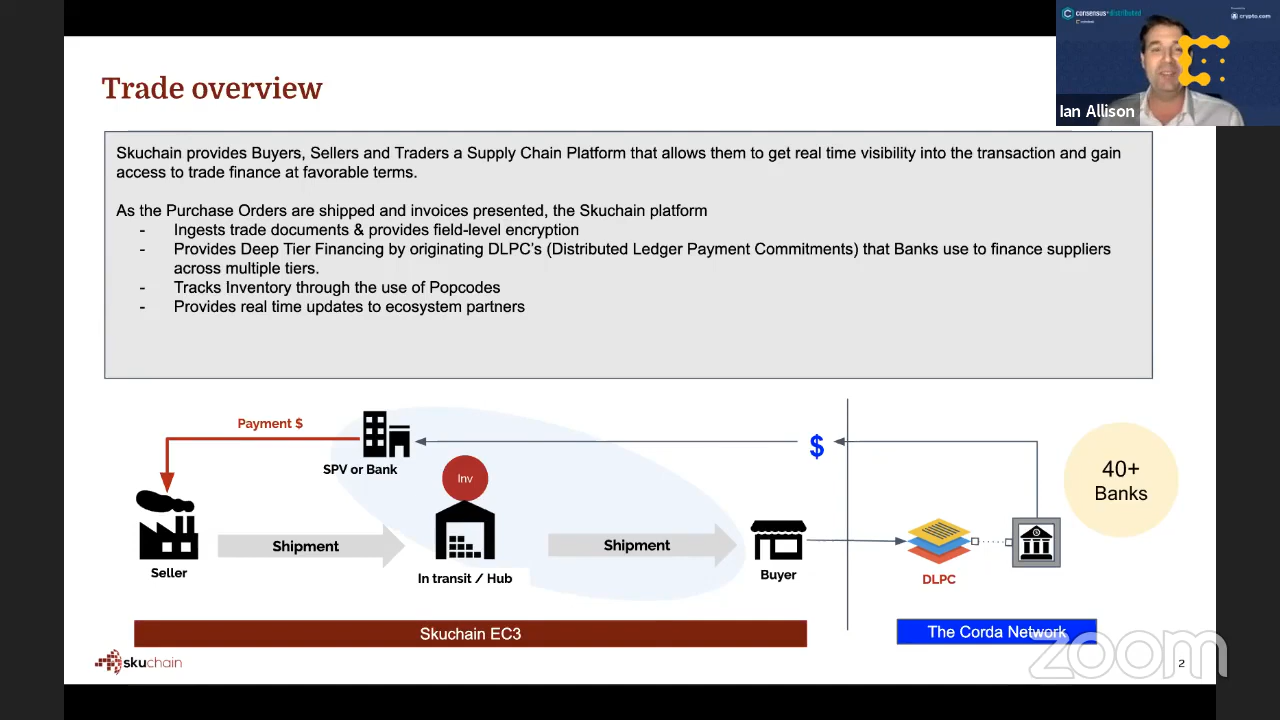 consensus:distributed
crypto.com
Ian Allison
Trade overview
Skuchain provides Buyers, Sellers and Traders a Supply Chain Platform that allows them to get real time visibility into the transaction and gain
access to trade finance at favorable terms.
As the Purchase Orders are shipped and invoices presented, the Skuchain platform
- Ingests trade documents & provides field-level encryption
- Provides Deep Tier Financing by originating DLPC's (Distributed Ledger Payment Commitments) that Banks use to finance suppliers
across multiple tiers.
- Tracks Inventory through the use of Popcodes
- Provides real time updates to ecosystem partners
Payment $
SPV or Bank
$
40+
Banks
Inv
Shipment
Shipment
Seller
In transit / Hub
Buyer
DLPC
Skuchain EC3
The Corda Network
skuchain
zoom
2